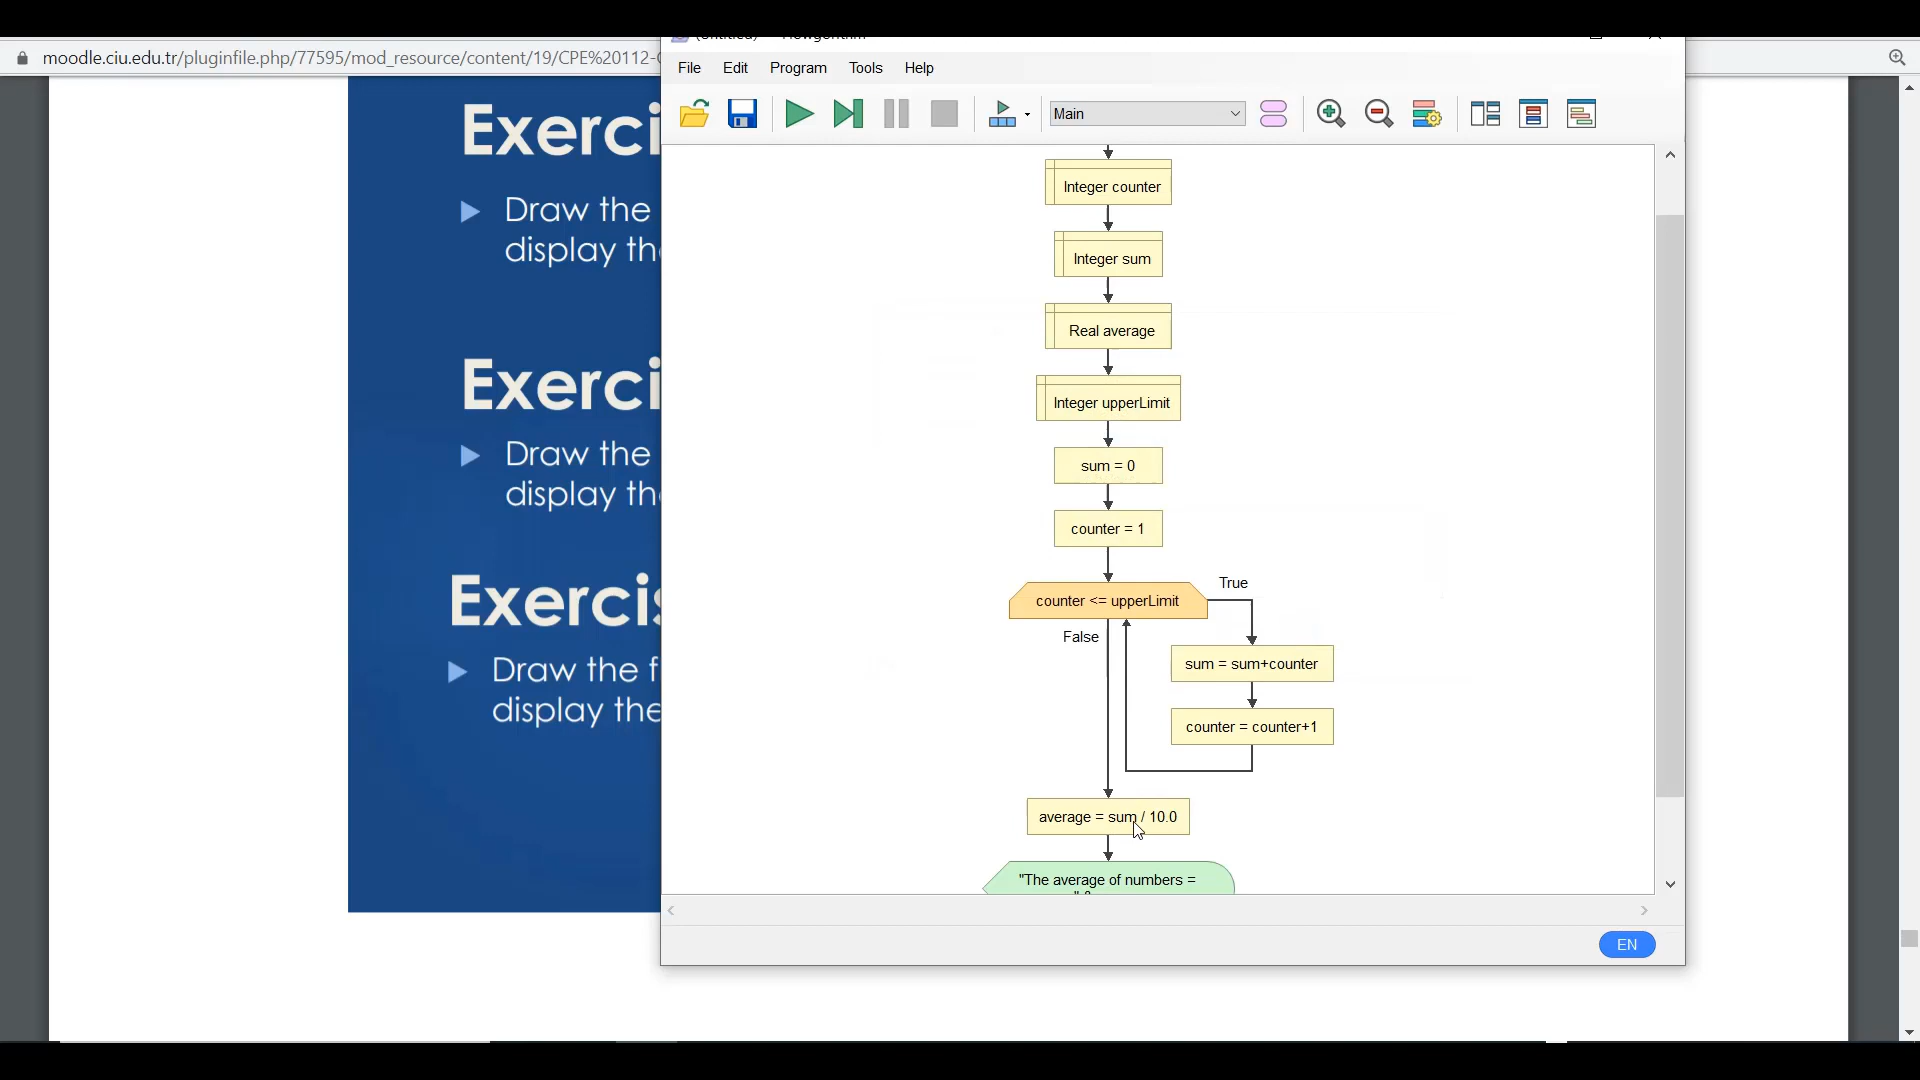 (Untitled) - Flowgorithm
moodle.ciu.edu.tr/pluginfile.php/77595/mod_resource/content/19/CPE%20112-
File Edit Program Tools Help
Main
Exerci
Draw the
display th
Exerci
Draw the
display th
Exercis
Draw the f
display the
Integer counter
Integer sum
Real average
Integer upperLimit
sum = 0
counter = 1
counter <= upperLimit
True
False
sum = sum+counter
counter = counter+1
average = sum / 10.0
"The average of numbers =
" &
EN